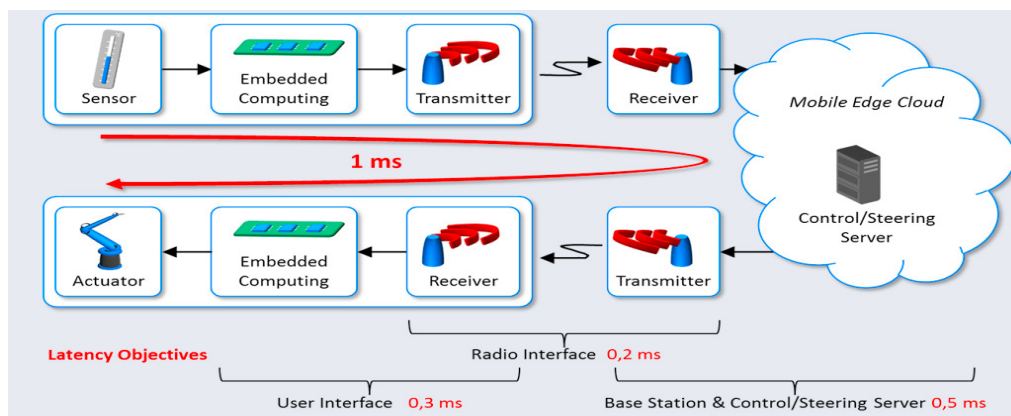 Sensor
Embedded
Computing
Transmitter
Receiver
Mobile Edge Cloud
1 ms
Control/Steering
Server
Actuator
Embedded
Computing
Receiver
Transmitter
Latency Objectives
Radio Interface 0,2 ms
User Interface 0,3 ms
Base Station & Control/Steering Server 0,5 ms